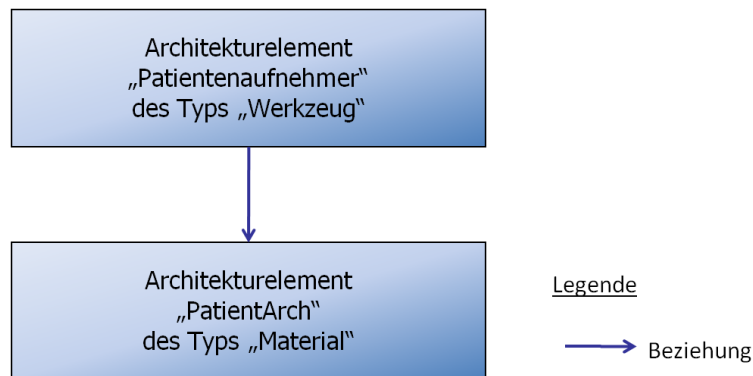 Architekturelement
„Patientenaufnehmer“
des Typs „Werkzeug“
Architekturelement
„PatientArch“
des Typs „Material“
Legende
Beziehung